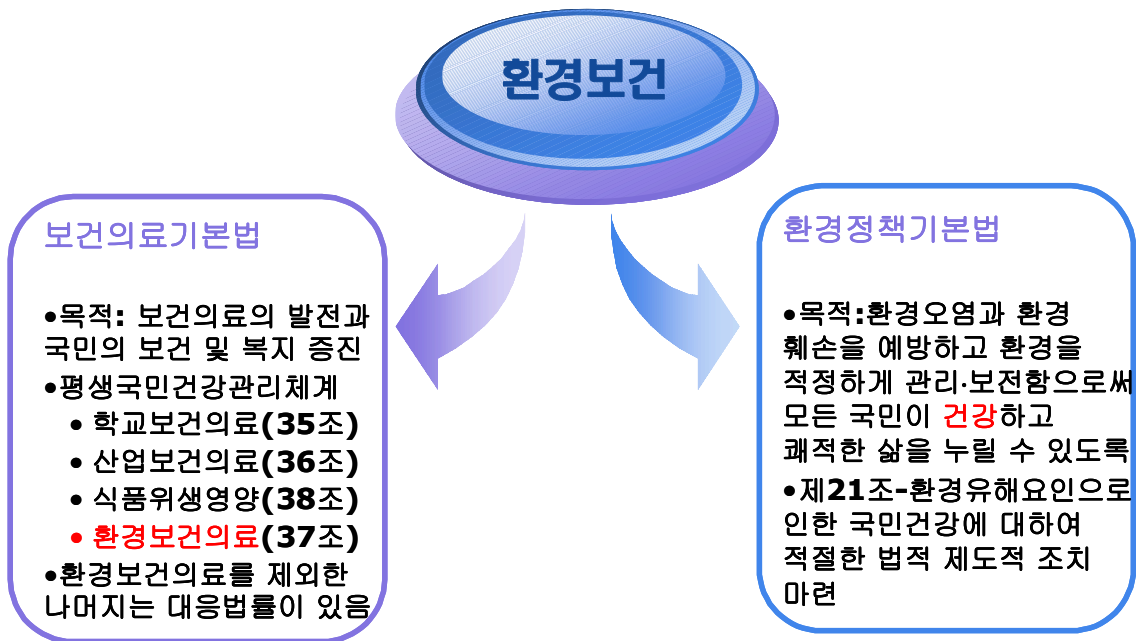 환경보건
보건의료기본법
•목적: 보건의료의 발전과
국민의 보건 및 복지 증진
•평생국민건강관리체계
• 학교보건의료(35조)
• 산업보건의료(36조)
• 식품위생영양(38조)
• 환경보건의료(37조)
•환경보건의료를 제외한
나머지는 대응법률이 있음
환경정책기본법
•목적:환경오염과 환경
훼손을 예방하고 환경을
적정하게 관리·보전함으로써
모든 국민이 건강하고
쾌적한 삶을 누릴 수 있도록
•제21조-환경유해요인으로
인한 국민건강에 대하여
적절한 법적 제도적 조치
마련